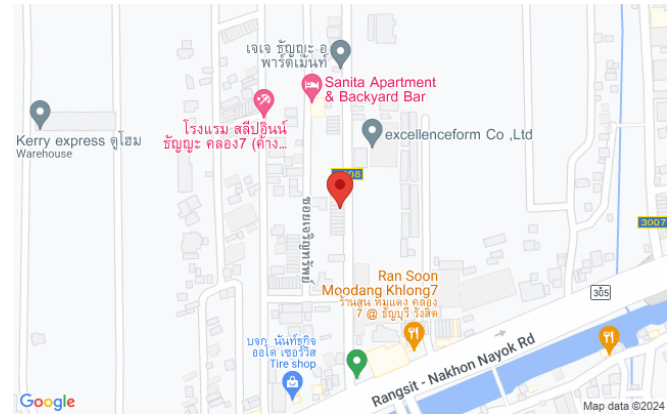 เจเจ ธัญญะ อ
พาร์ตเม้นท์
Sanita Apartment
& Backyard Bar
โรงแรม สลีปอินน์
ธัญญะ คลอง7 (ค้าง...
Kerry express ดูโฮม
Warehouse
excellenceform Co ,Ltd
ซอยเจริญทรัพย์
3007
305
Ran Soon
Moodang Khlong7
ร้านสุน หมูแดง คลอง
7 @ ธัญบุรี รังสิต
บจก. นันท์ธุรกิจ
ออโต เซอร์วิส
Tire shop
Rangsit - Nakhon Nayok Rd
Google
Map data ©2024